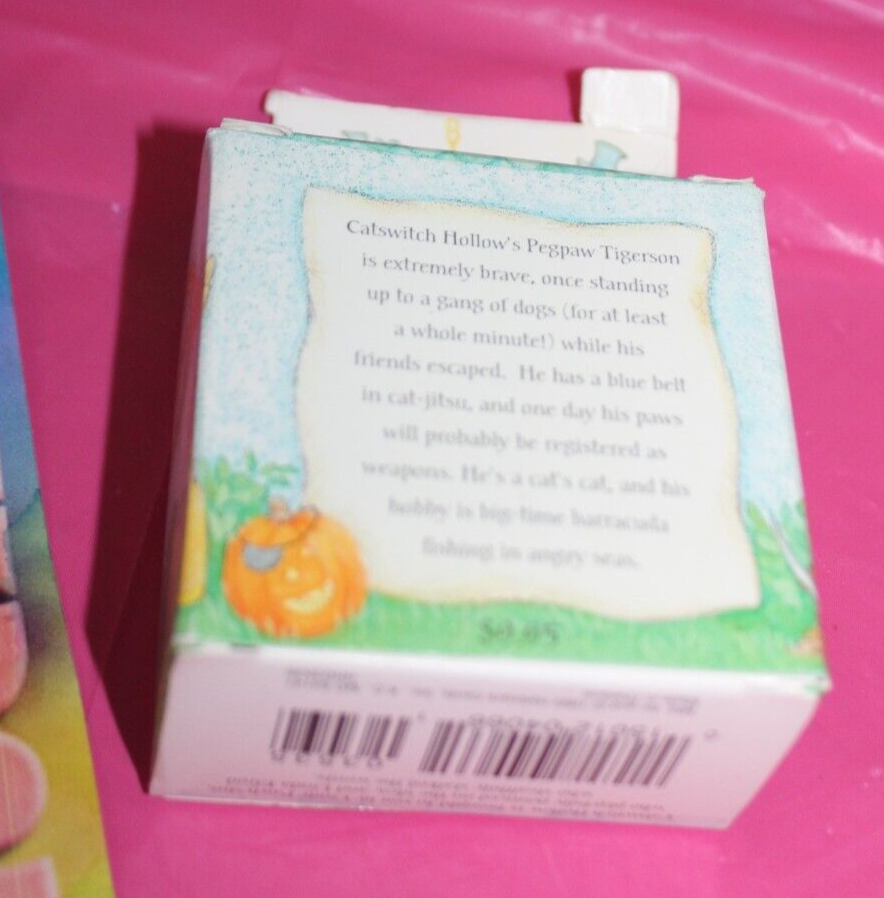 Catswitch Hollow's Pegpaw Tigerson
is extremely brave, once standing
up to a gang of dogs (for at least
a whole minute!) while his
friends escaped. He has a blue belt
in cat-jitsu, and one day his paws
will probably be registered as
weapons. He's a cat's cat, and his
hobby is big-time barracuda
fishing in angry seas.